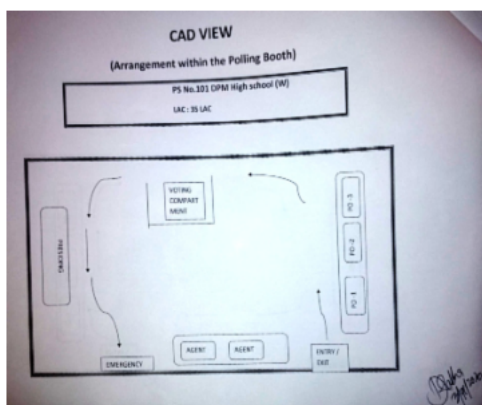 CAD VIEW
(Arrangement within the Polling Booth)
PS No.101 DPM High school (W)
LAC : 35 LAC
VOTING
COMPART
MENT
PO -3
PO -2
PO -1
PRESIDING
AGENT
AGENT
EMERGENCY
ENTRY /
EXIT